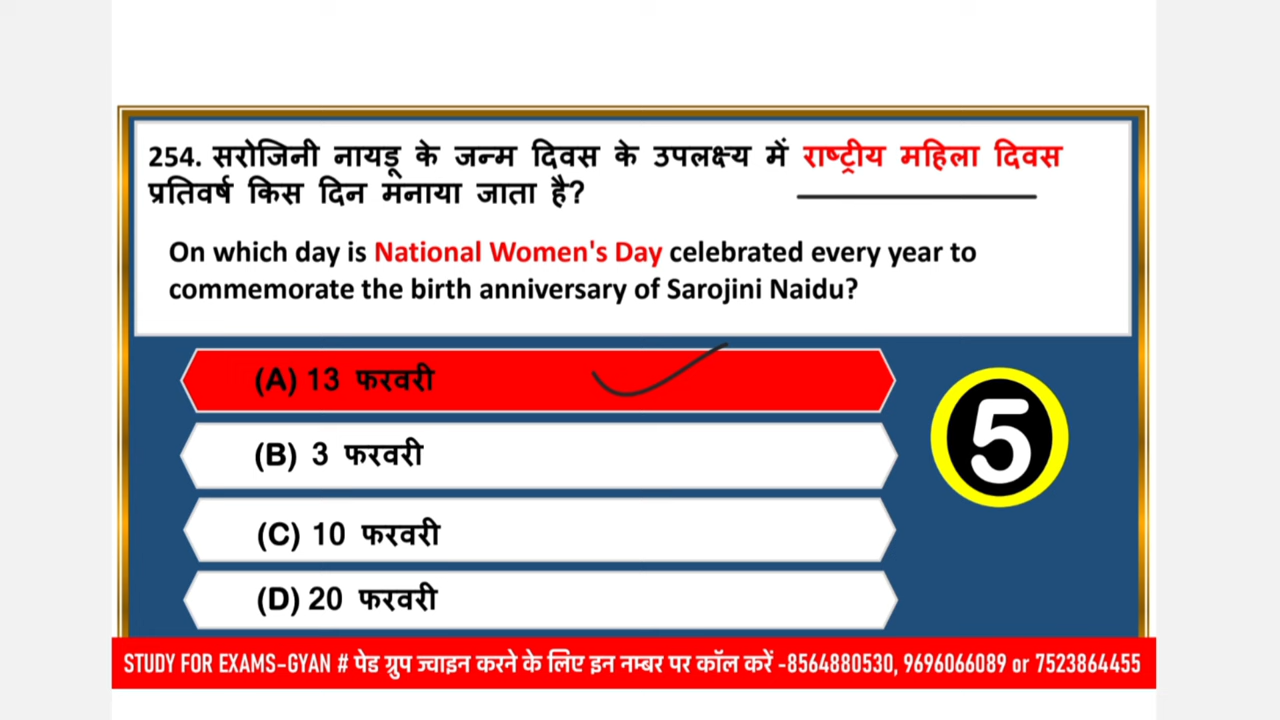 254. सरोजिनी नायडू के जन्म दिवस के उपलक्ष्य में राष्ट्रीय महिला दिवस
प्रतिवर्ष किस दिन मनाया जाता है?
On which day is National Women's Day celebrated every year to
commemorate the birth anniversary of Sarojini Naidu?
(A) 13 फरवरी
(B) 3 फरवरी
5
(C) 10 फरवरी
(D) 20 फरवरी
STUDY FOR EXAMS-GYAN # पेड ग्रुप ज्वाइन करने के लिए इन नम्बर पर कॉल करें -8564880530, 9696066089 or 7523864455